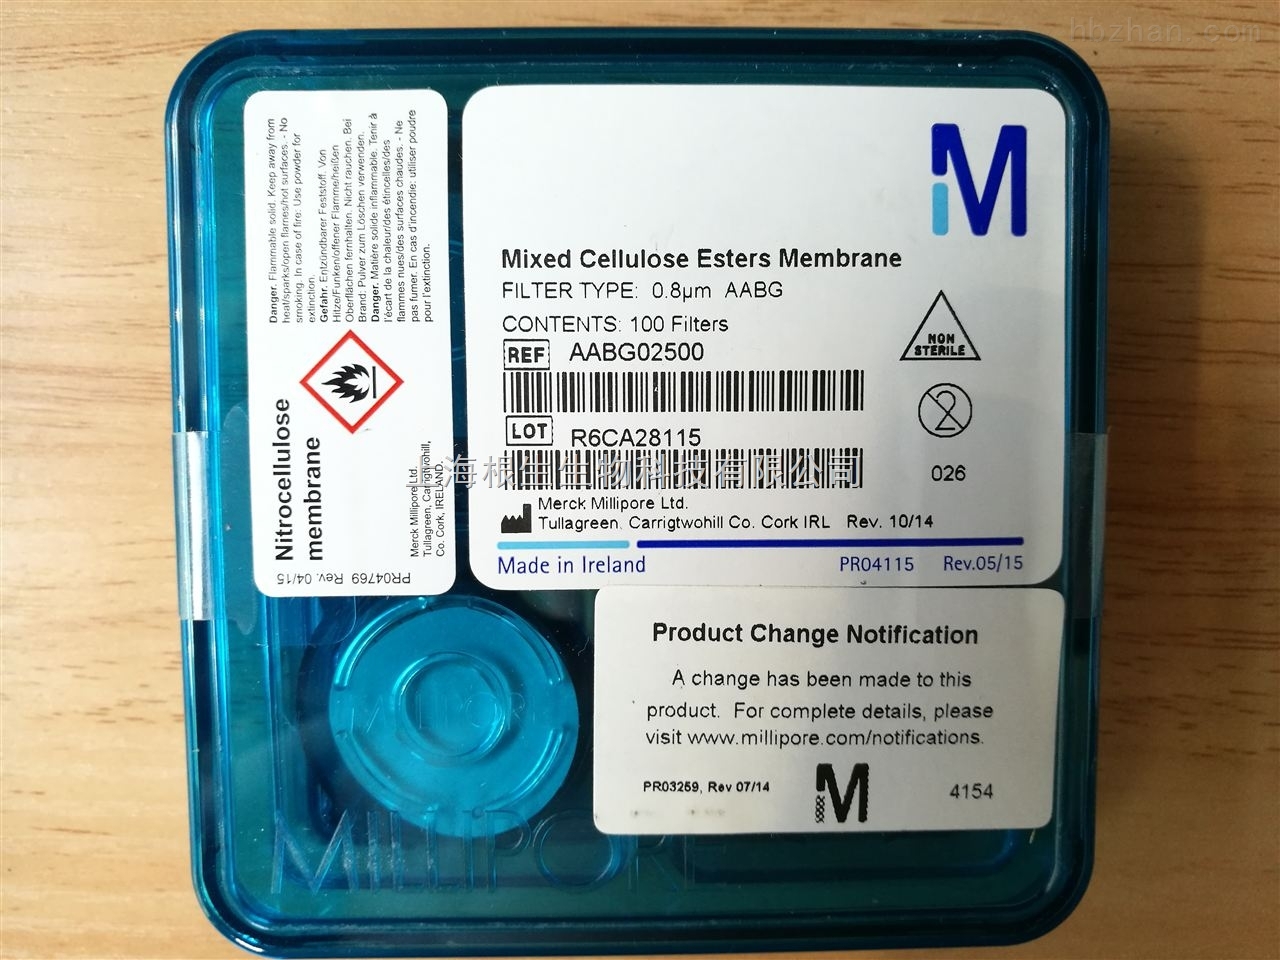 hbzhan.com
Danger. Flammable solid. Keep away from
heat/sparks/open flames/hot surfaces. - No
smoking. In case of fire: Use powder for
extinction.
Gefahr. Entzündbarer Feststoff. Von
Hitze/Funken/offener Flamme/heißen
Oberflächen fernhalten. Nicht rauchen. Bei
Brand: Pulver zum Löschen verwenden.
Danger. Matière solide inflammable. Tenir à
l'écart de la chaleur/des étincelles/des
flammes nues/des surfaces chaudes. - Ne
pas fumer. En cas d'incendie: utiliser poudre
pour l'extinction.
Nitrocellulose
membrane
Merck Millipore Ltd.
Tullagreen, Carrigtwohill,
Co. Cork, IRELAND.
PR04769 Rev. 04/15
M
Mixed Cellulose Esters Membrane
FILTER TYPE: 0.8µm AABG
CONTENTS: 100 Filters
REF AABG02500
NON
STERILE
LOT R6CA28115
2
026
上海根生生物科技有限公司
Merck Millipore Ltd.
Tullagreen, Carrigtwohill Co. Cork IRL Rev. 10/14
Made in Ireland PR04115 Rev.05/15
Product Change Notification
A change has been made to this
product. For complete details, please
visit www.millipore.com/notifications.
PR03259, Rev 07/14 M 4154
MILLIPORE
MILLIPORE